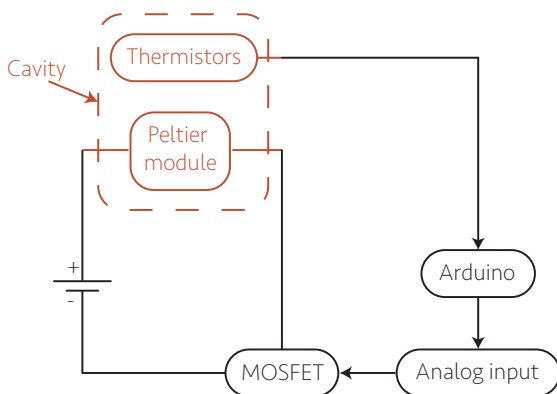 Thermistors
Cavity
Peltier
module
+
-
Arduino
MOSFET
Analog input